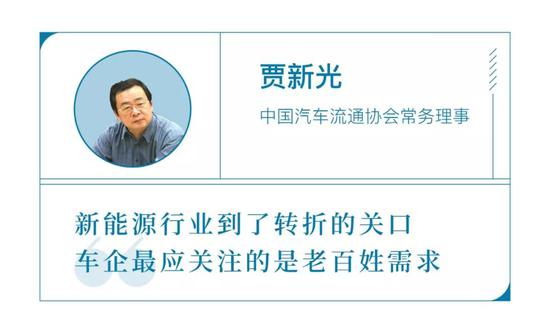 贾新光
中国汽车流通协会常务理事
新能源行业到了转折的关口
车企最应关注的是老百姓需求